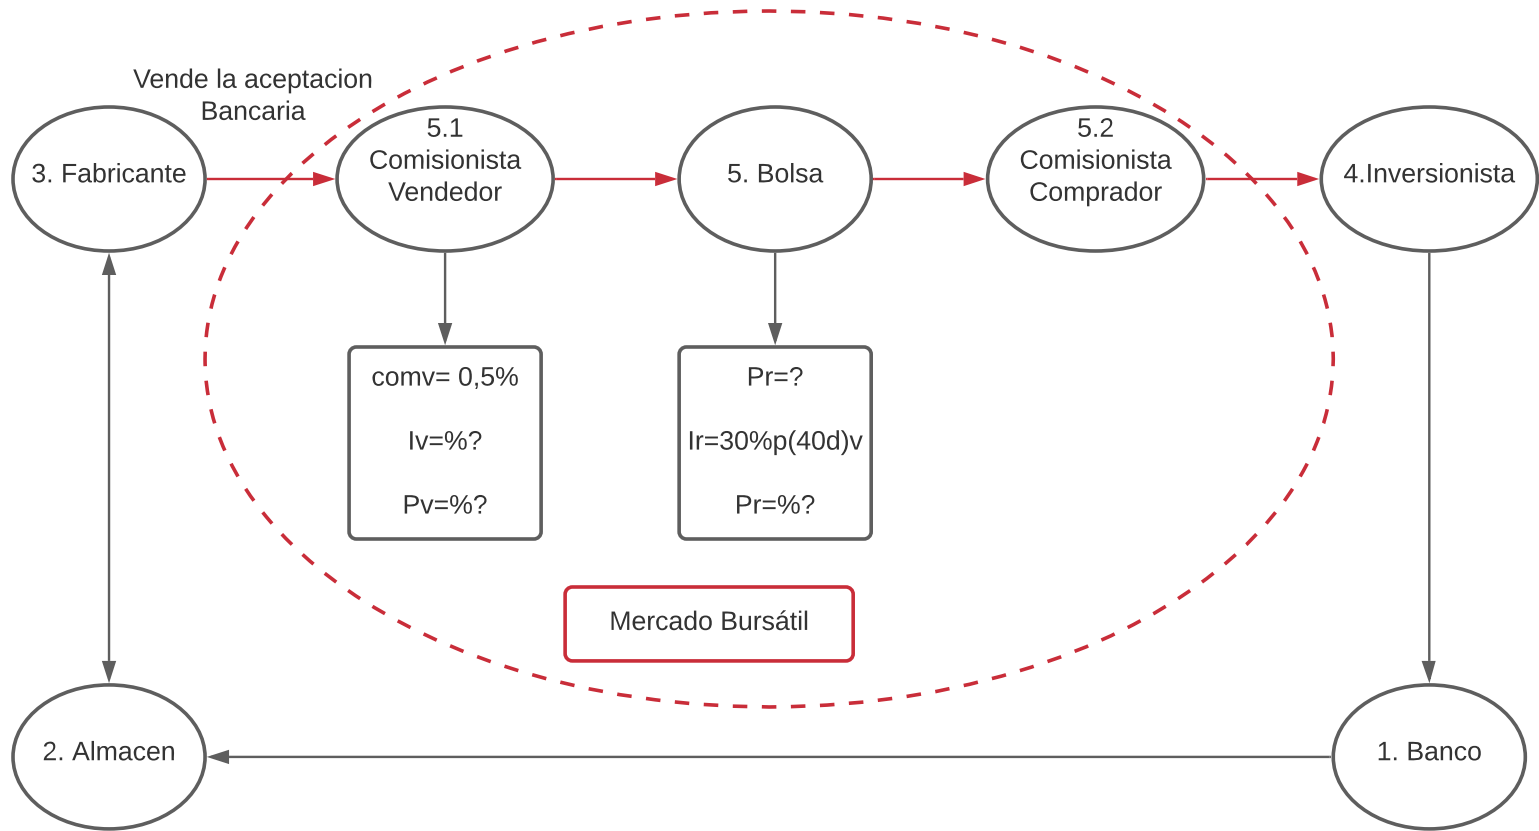 Vende la aceptacion
Bancaria
3. Fabricante
5.1
Comisionista
Vendedor
5. Bolsa
5.2
Comisionista
Comprador
4.Inversionista
comv= 0,5%
Iv=%?
Pv=%?
Pr=?
Ir=30%p(40d)v
Pr=%?
Mercado Bursátil
2. Almacen
1. Banco